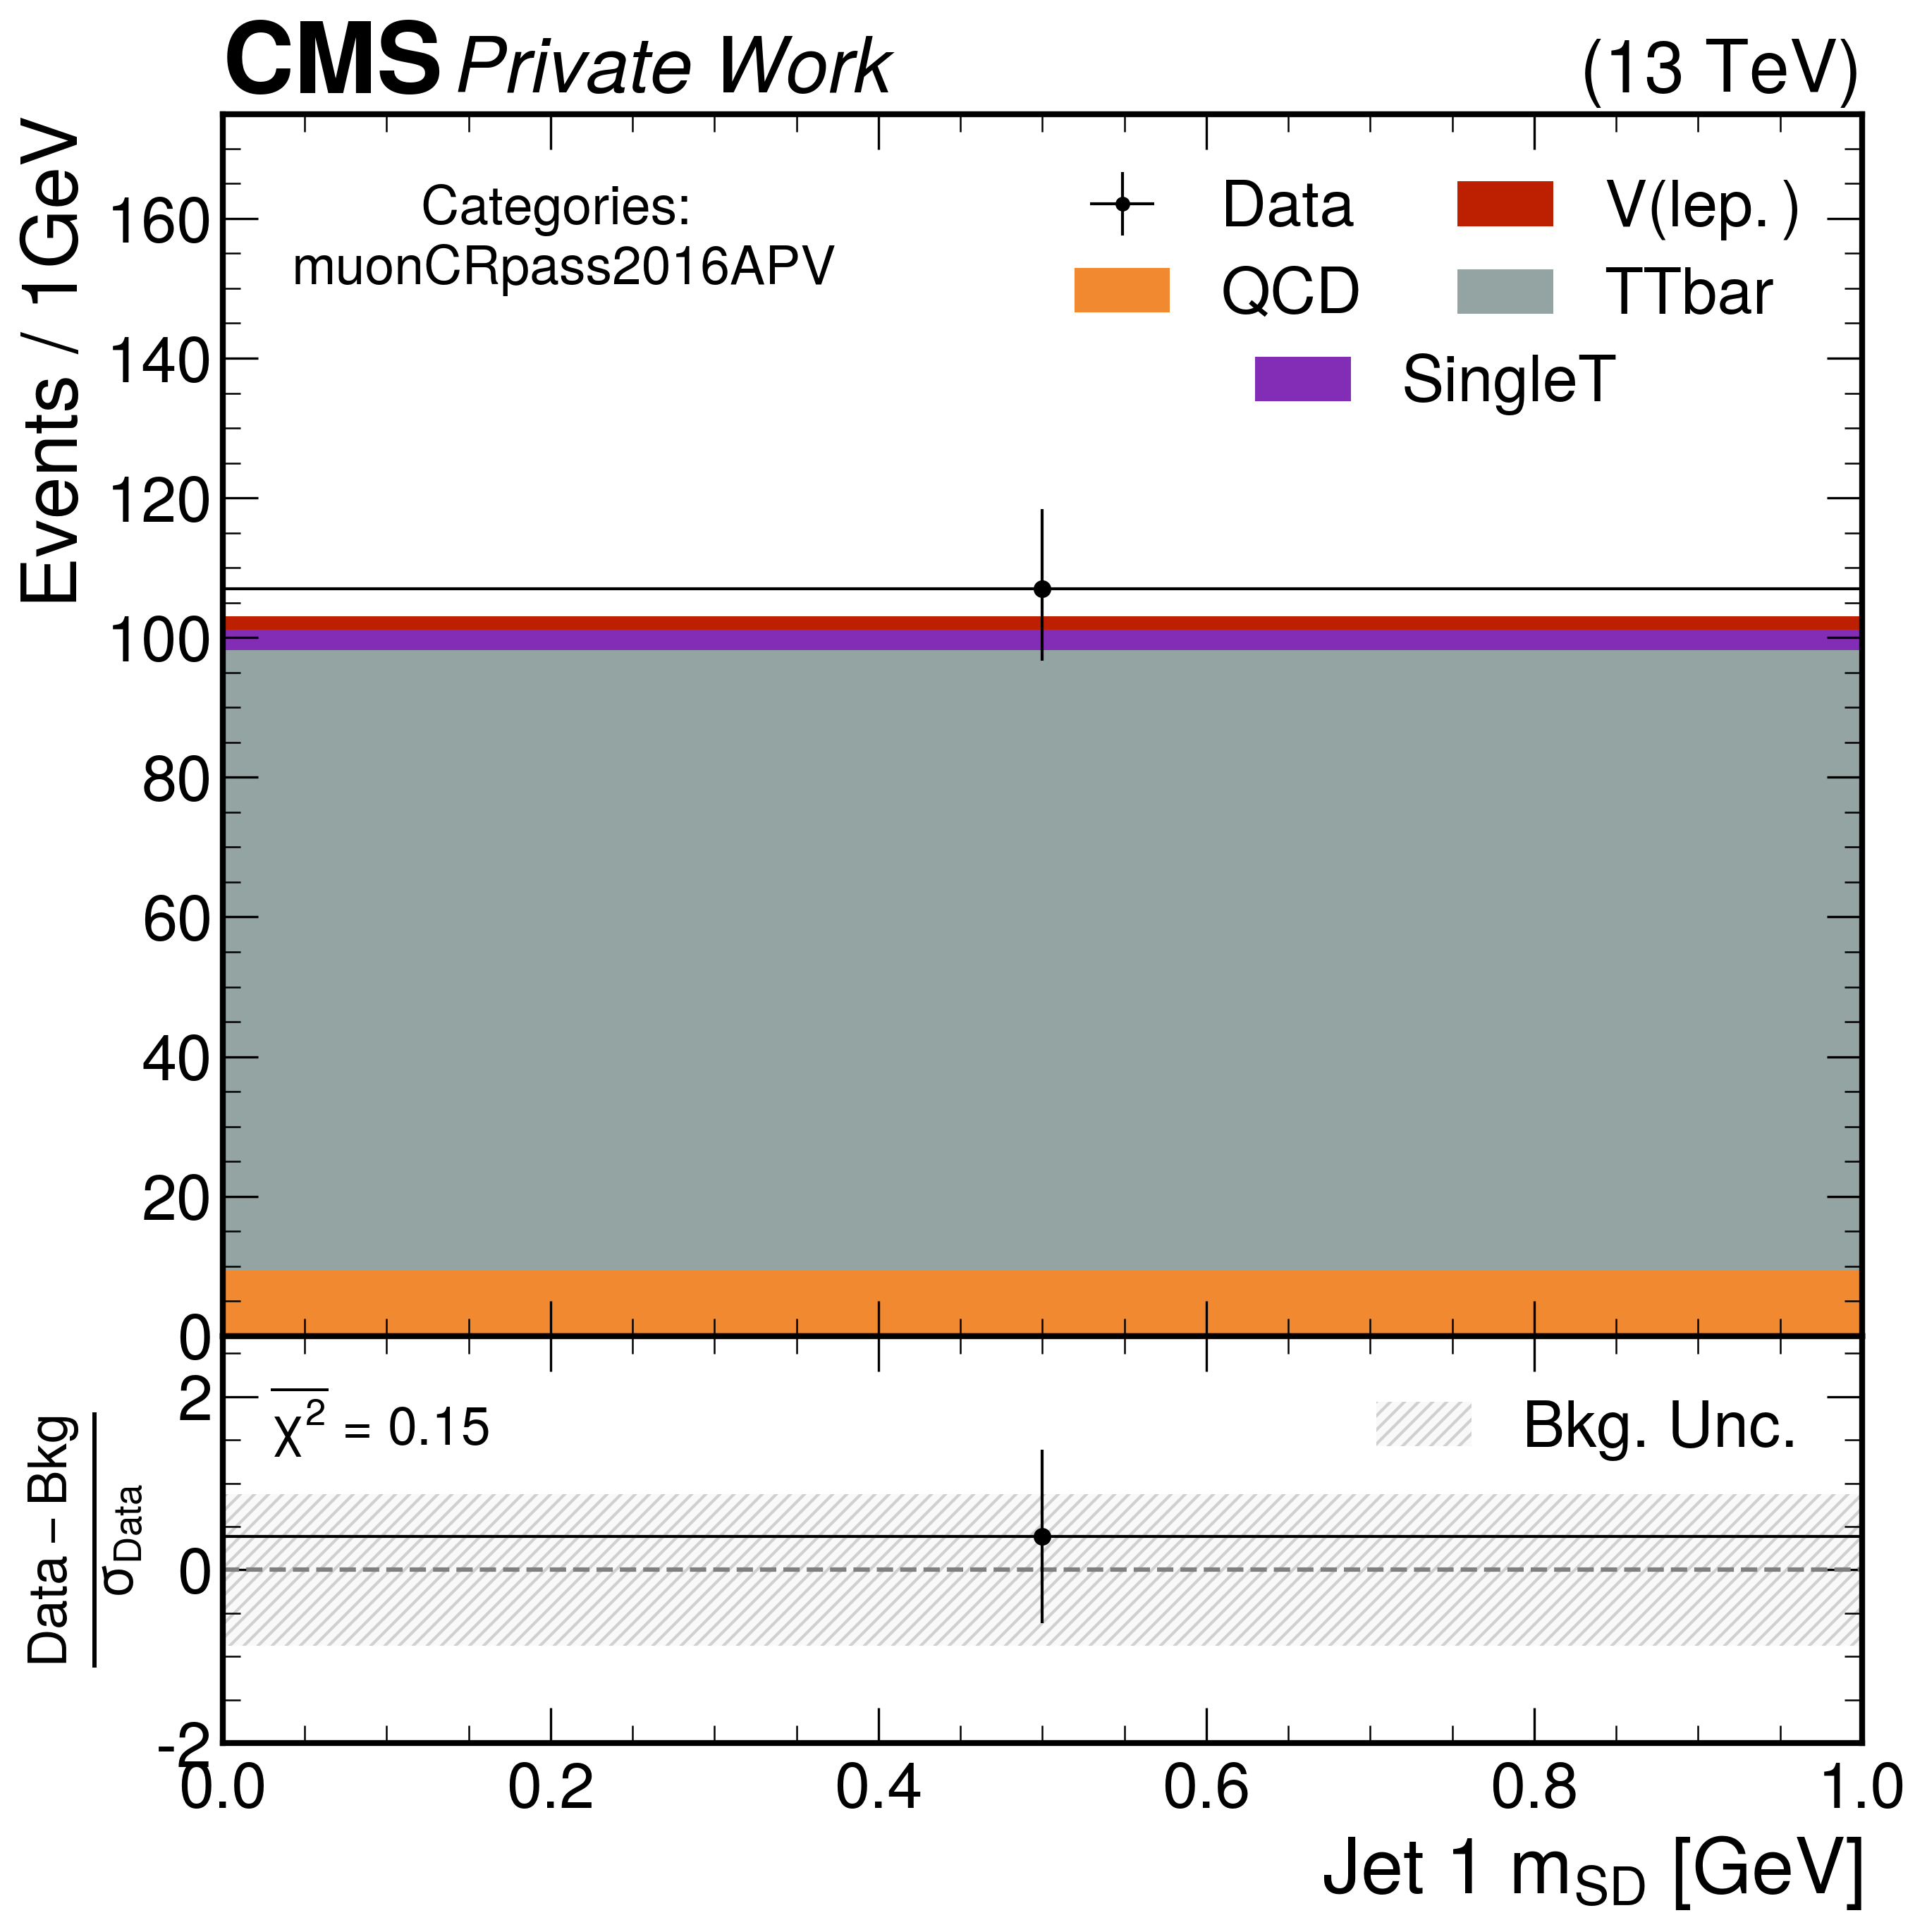 CMS Private Work (13 TeV)
Events / 1GeV
Categories:
muonCRpass2016APV
Data
V(lep.)
QCD
TTbar
SingleT
160
140
120
100
80
60
40
20
0
Data – Bkg
σData
χ² = 0.15
Bkg. Unc.
2
0
-2
0.0 0.2 0.4 0.6 0.8 1.0
Jet 1 mSD [GeV]